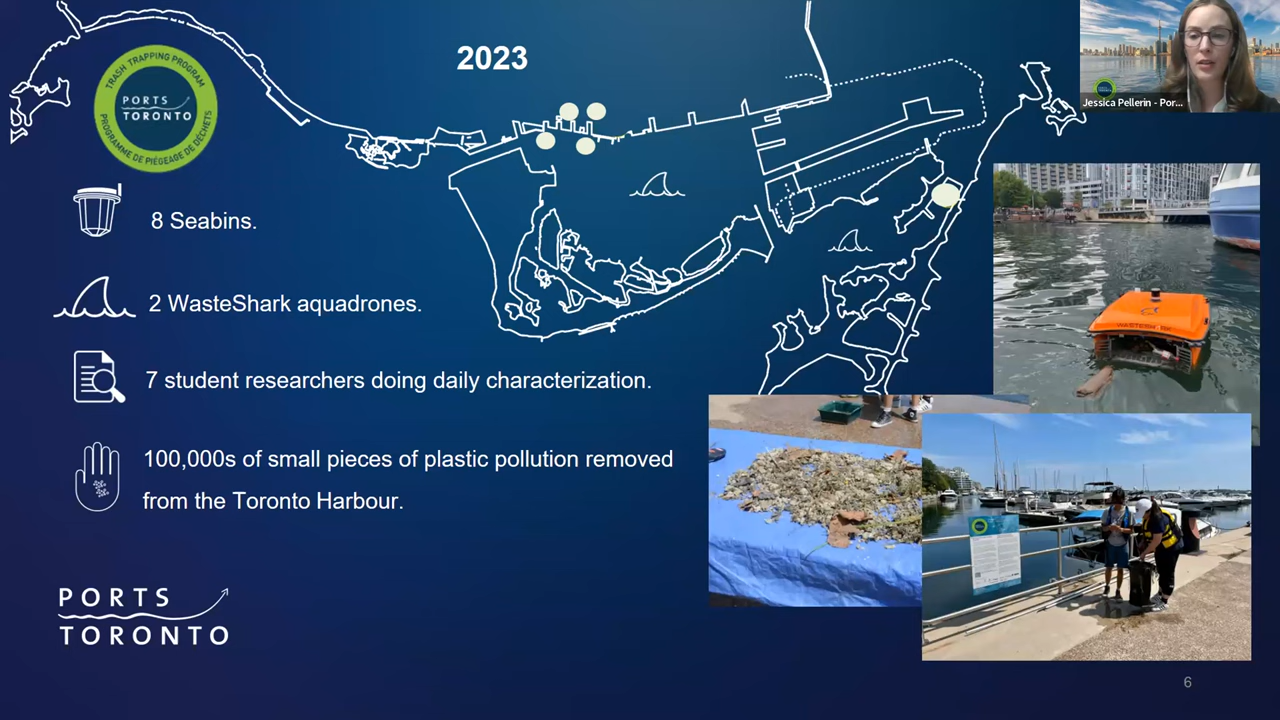 2023
TRASH TRAPPING PROGRAM
PORTS
TORONTO
PROGRAMME DE PIÉGEAGE DE DÉCHETS
Jessica Pellerin - Por...
8 Seabins.
2 WasteShark aquadrones.
WASTESHARK
7 student researchers doing daily characterization.
100,000s of small pieces of plastic pollution removed
from the Toronto Harbour.
PORTS
TORONTO
6